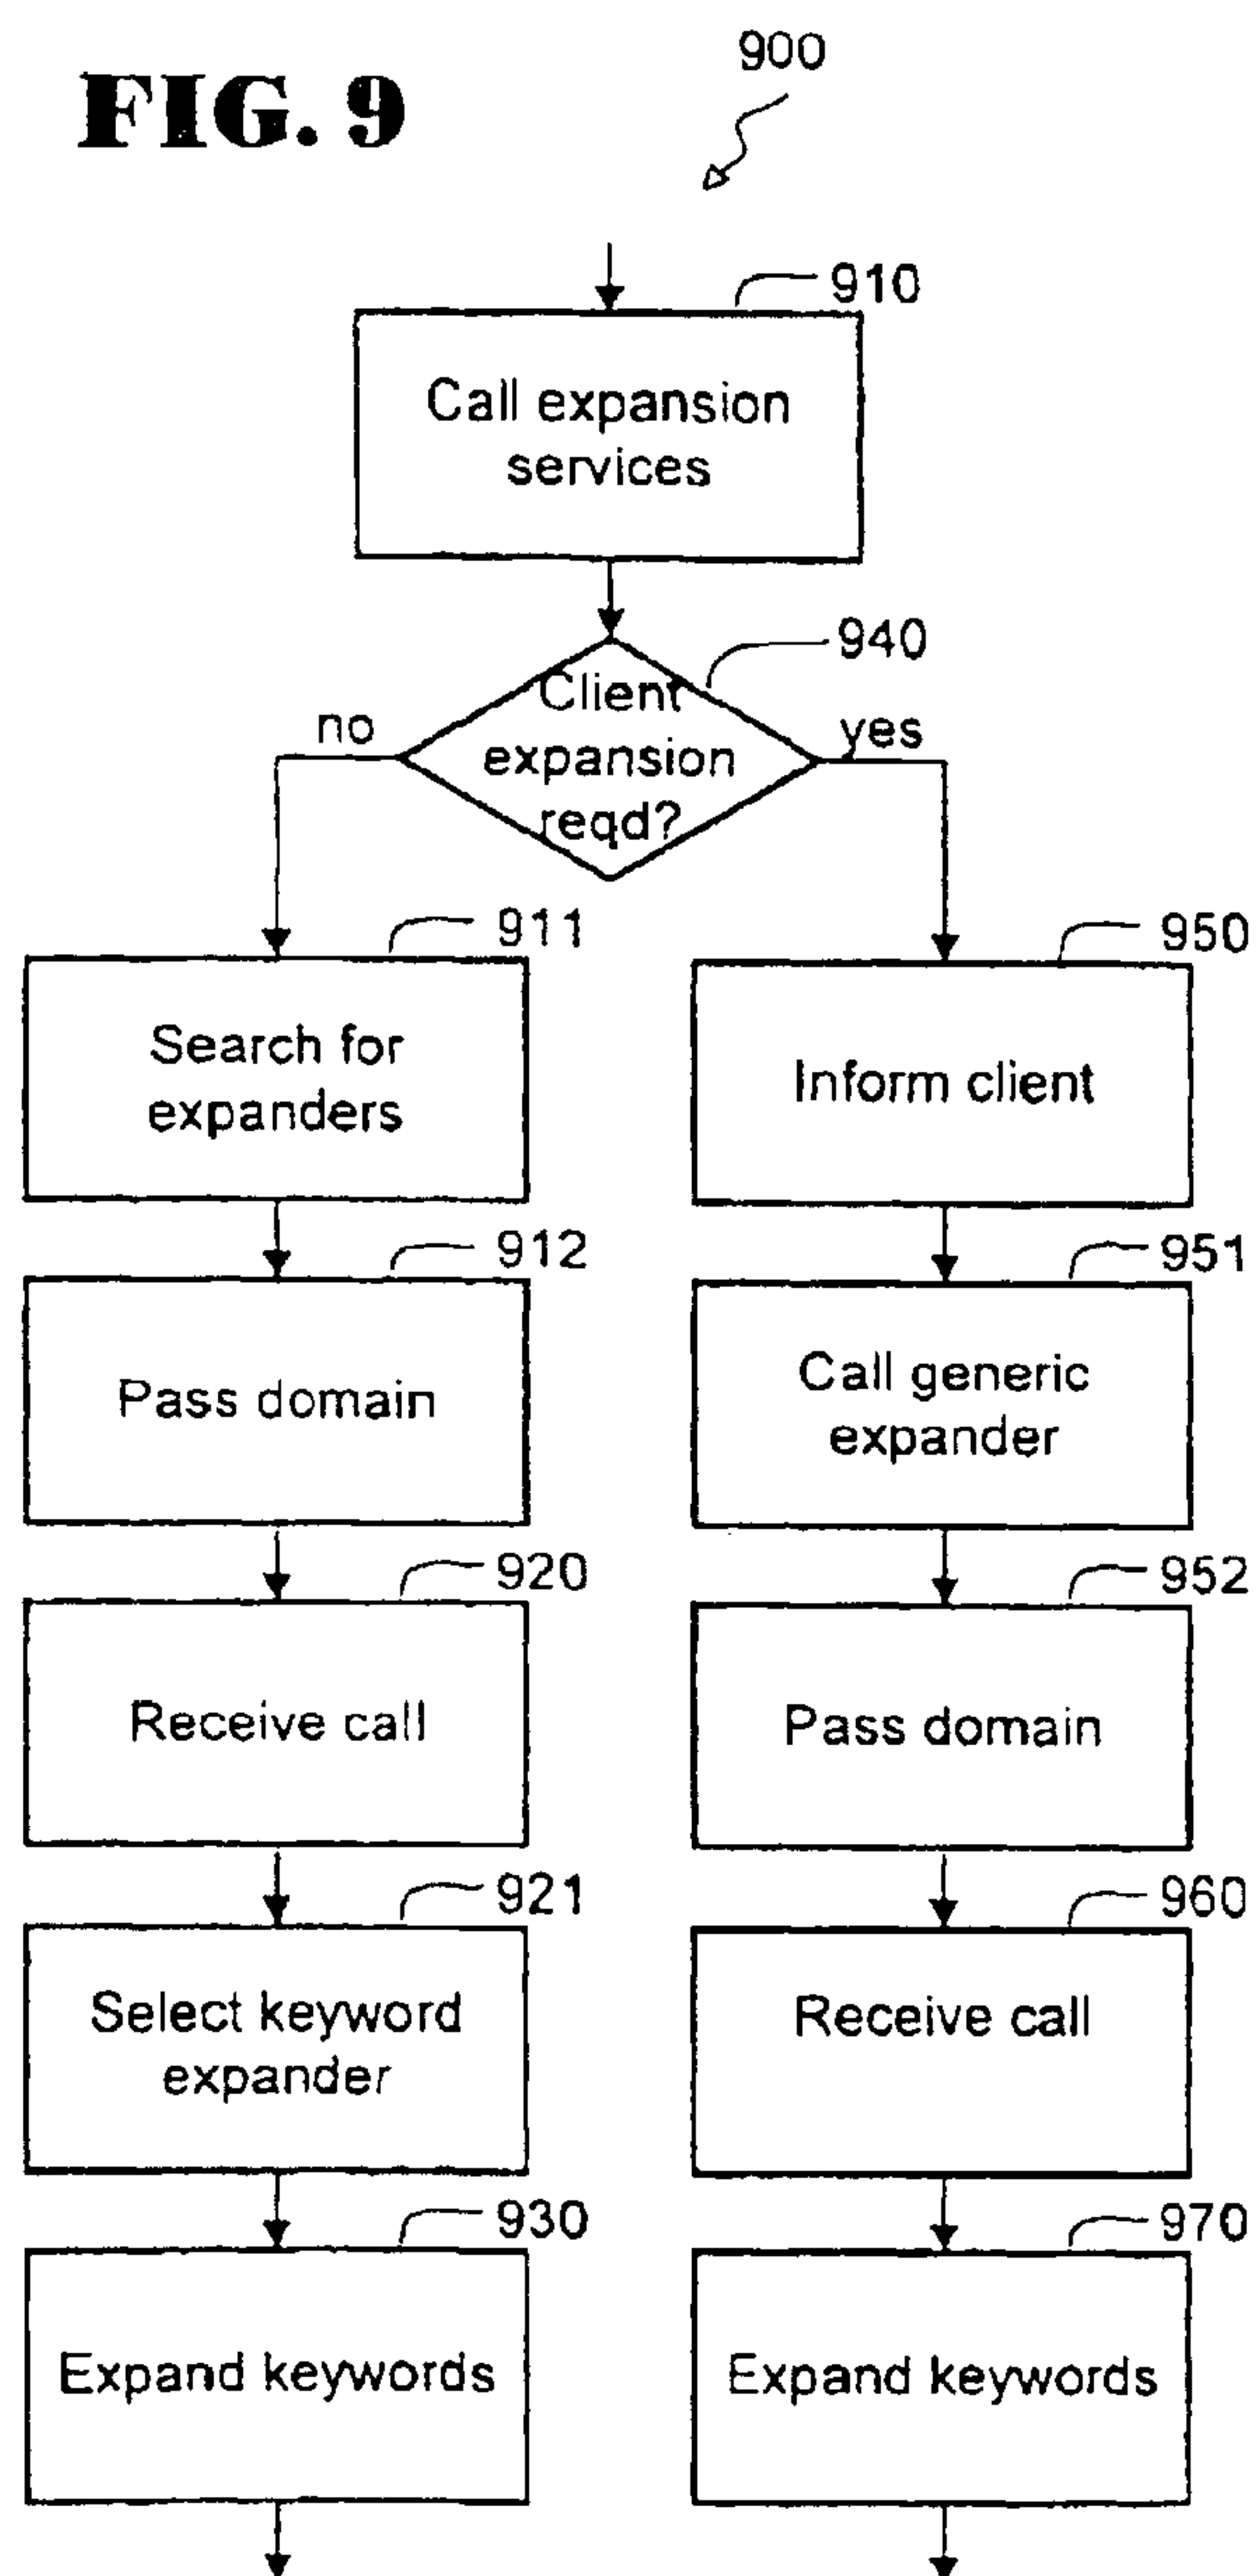 FIG. 9
900
910
Call expansion
services
940
Client
expansion
reqd?
no
yes
911
Search for
expanders
950
Inform client
912
Pass domain
951
Call generic
expander
920
Receive call
952
Pass domain
921
Select keyword
expander
960
Receive call
930
Expand keywords
970
Expand keywords